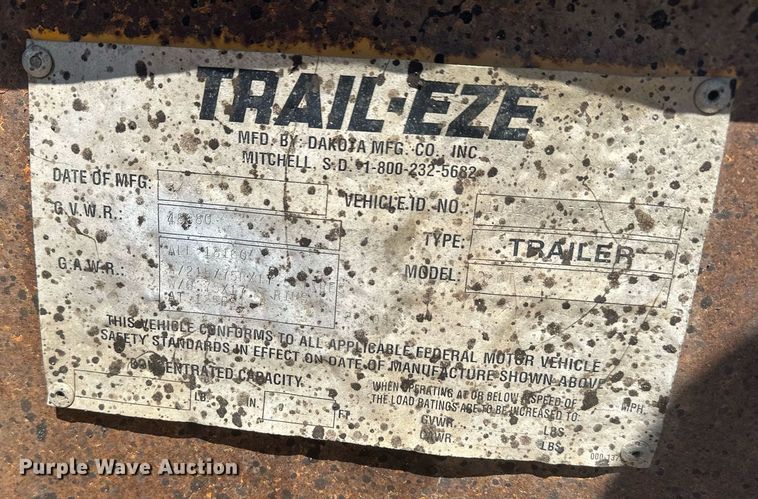 TRAIL-EZE
MFD. BY: DAKOTA MFG. CO. INC
MITCHELL, S.D. 1-800-232-5682
DATE OF MFG:
VEHICLE ID NO.
G.V.W.R.:
TYPE: TRAILER
G.A.W.R.:
MODEL:
THIS VEHICLE CONFORMS TO ALL APPLICABLE FEDERAL MOTOR VEHICLE
SAFETY STANDARDS IN EFFECT ON DATE OF MANUFACTURE SHOWN ABOVE
CONCENTRATED CAPACITY
LB. IN. FT.
WHEN OPERATING AT OR BELOW A SPEED OF MPH,
THE LOAD RATINGS ARE TO BE INCREASED TO:
GVWR LBS
GAWR LBS
Purple Wave Auction